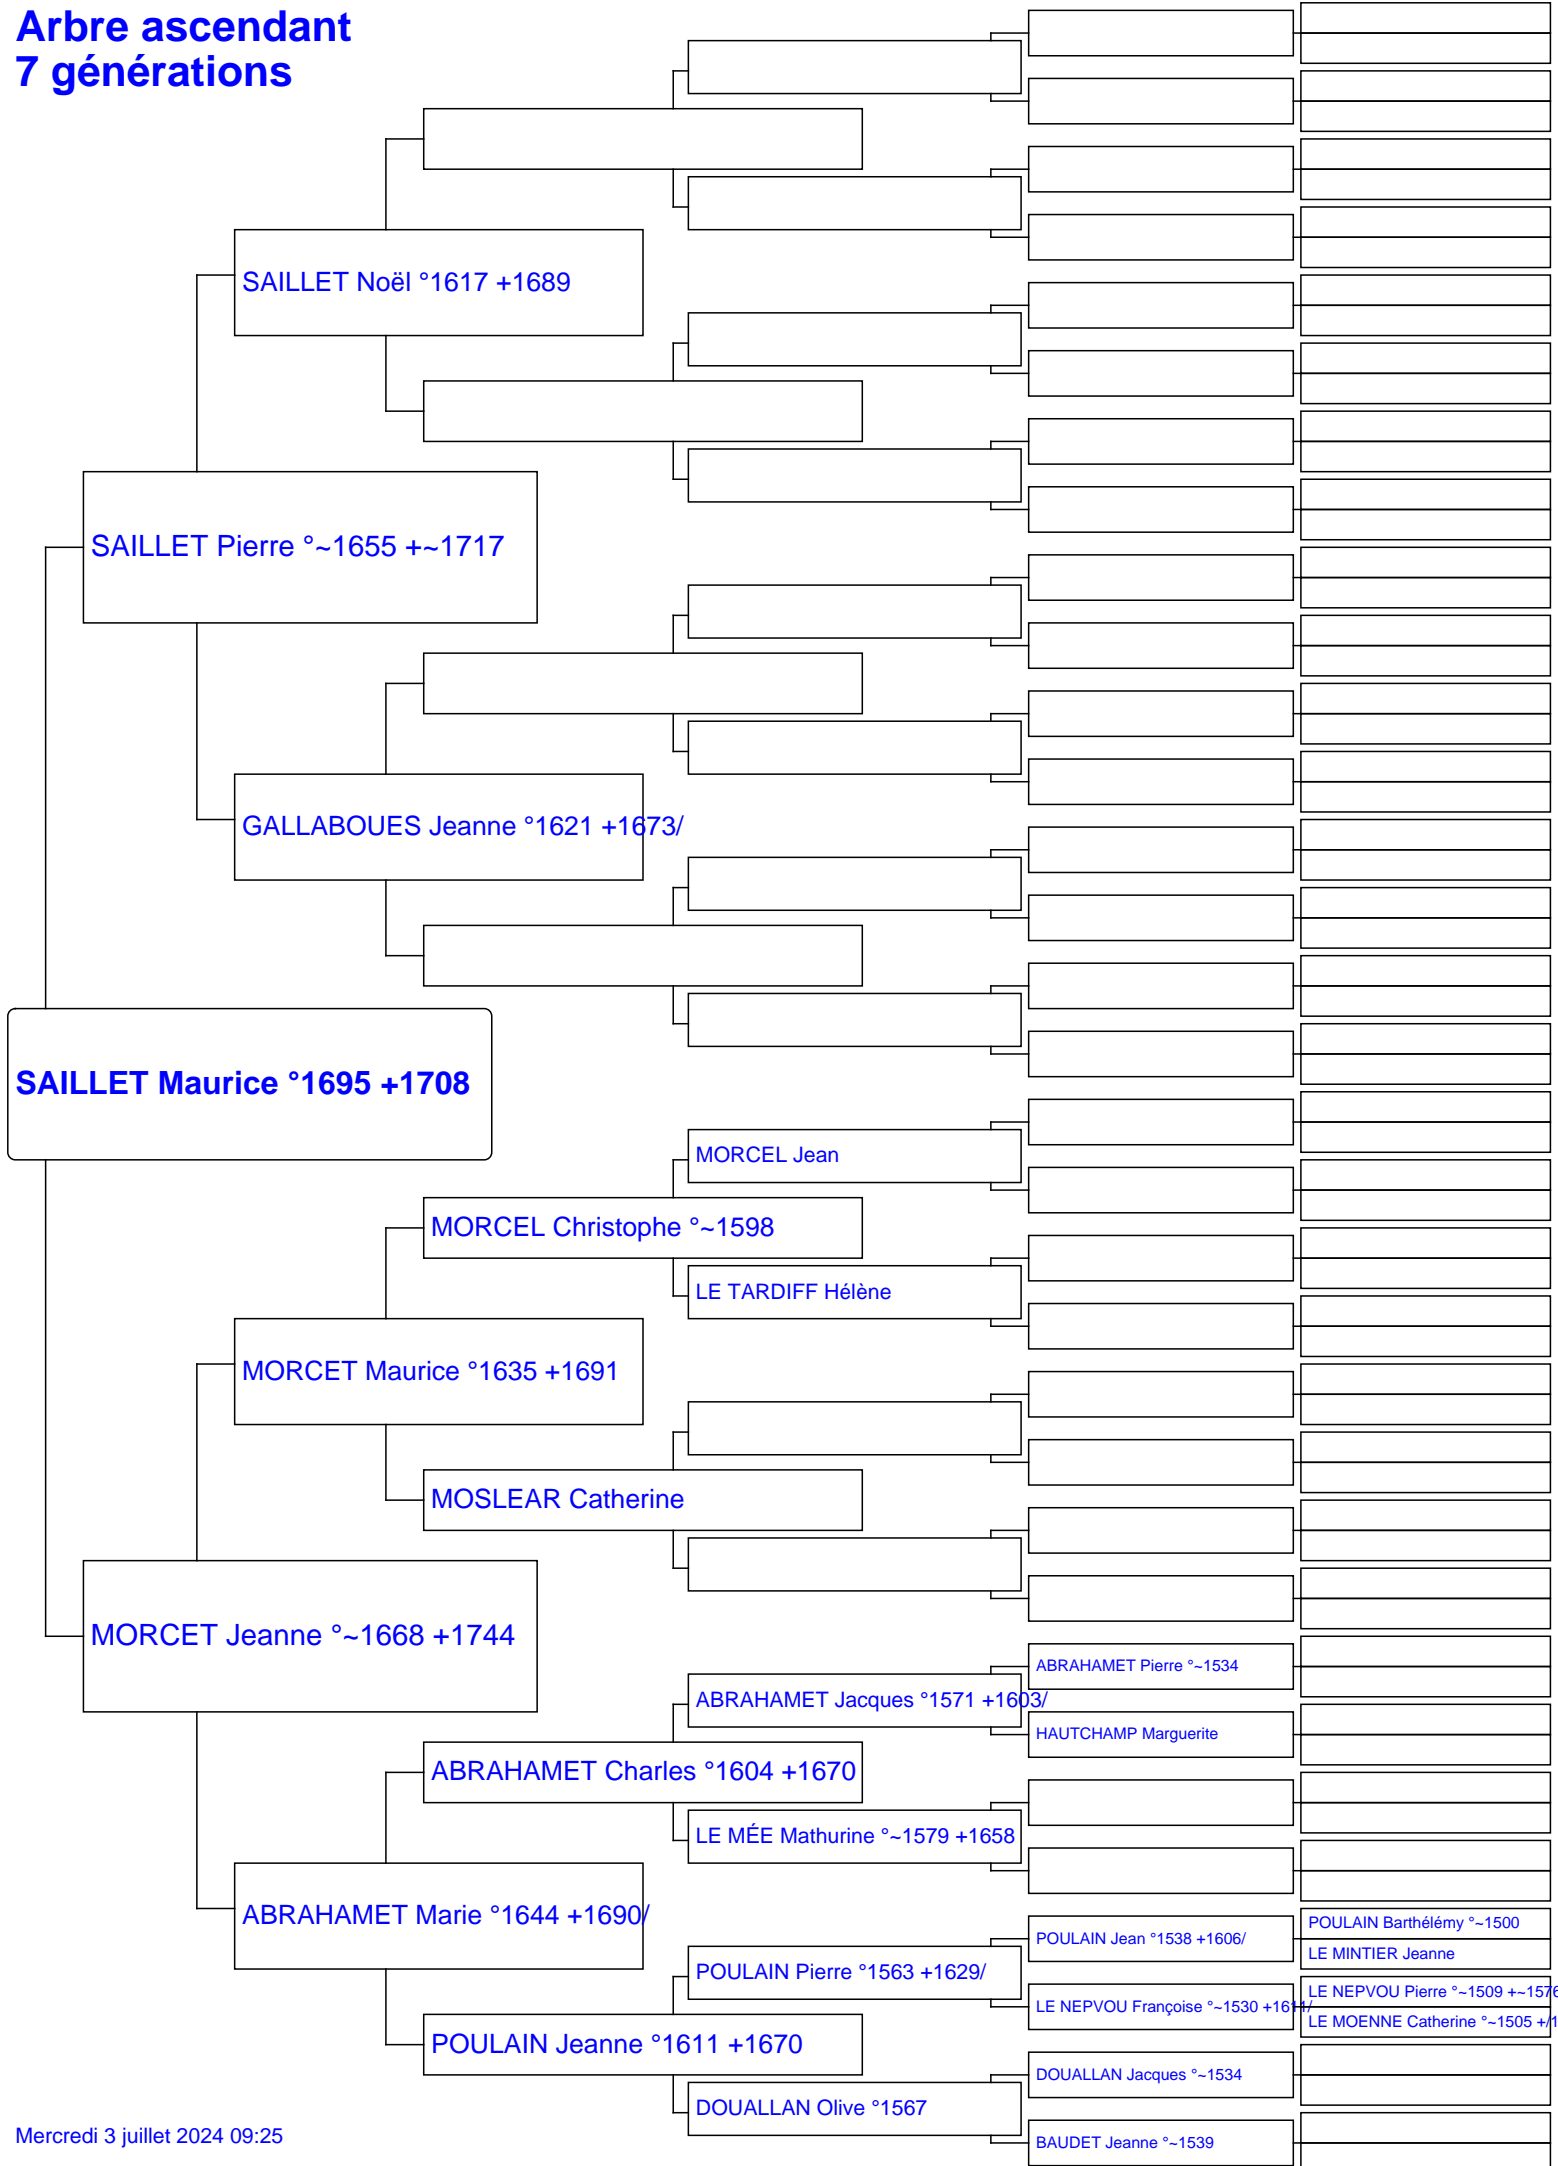 Arbre ascendant
7 générations
SAILLET Noël °1617 +1689
SAILLET Pierre °~1655 +~1717
GALLABOUES Jeanne °1621 +1673/
SAILLET Maurice °1695 +1708
MORCEL Jean
MORCEL Christophe °~1598
LE TARDIFF Hélène
MORCET Maurice °1635 +1691
MOSLEAR Catherine
MORCET Jeanne °~1668 +1744
ABRAHAMET Pierre °~1534
ABRAHAMET Jacques °1571 +1603/
HAUTCHAMP Marguerite
ABRAHAMET Charles °1604 +1670
LE MÉE Mathurine °~1579 +1658
ABRAHAMET Marie °1644 +1690/
POULAIN Barthélémy °~1500
POULAIN Jean °1538 +1606/
LE MINTIER Jeanne
POULAIN Pierre °1563 +1629/
LE NEPVOU Pierre °~1509 +~1576
LE NEPVOU Françoise °~1530 +1611/
LE MOENNE Catherine °~1505 +/1
POULAIN Jeanne °1611 +1670
DOUALLAN Jacques °~1534
DOUALLAN Olive °1567
BAUDET Jeanne °~1539
Mercredi 3 juillet 2024 09:25